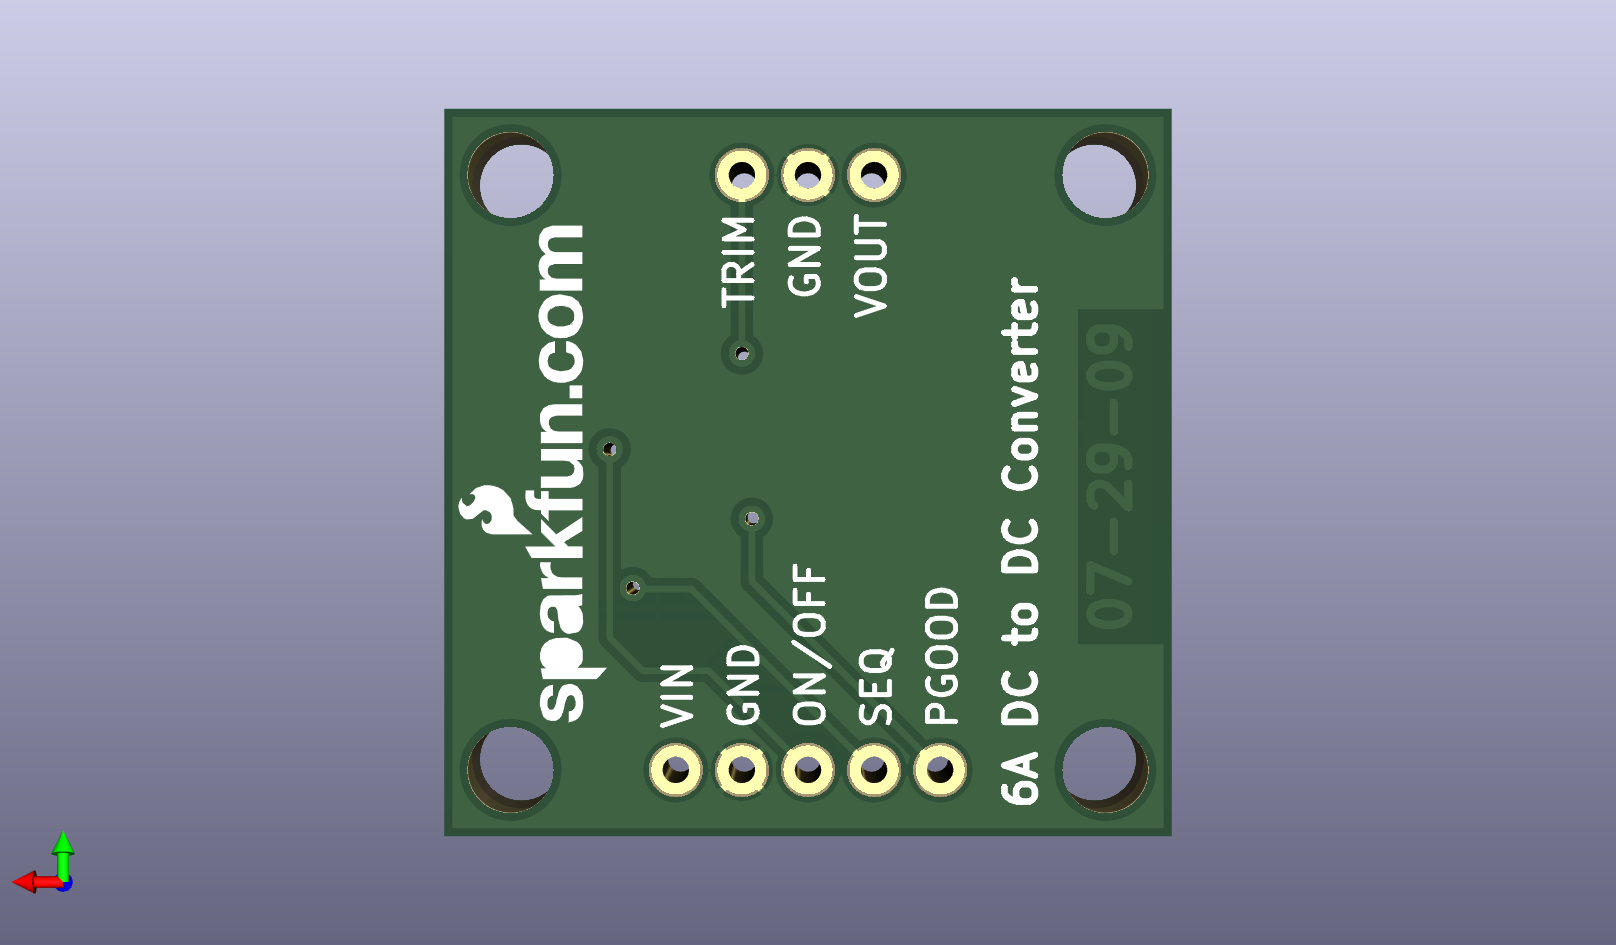 sparkfun.com
TRIM
GND
VOUT
VIN
GND
ON/OFF
SEQ
PGOOD
6A DC to DC Converter
07-29-09